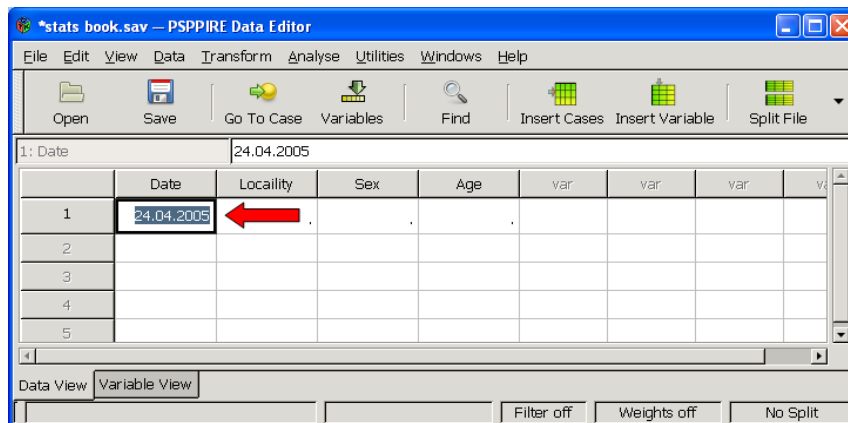 *stats book.sav — PSPPIRE Data Editor
File Edit View Data Transform Analyse Utilities Windows Help
Open Save Go To Case Variables Find Insert Cases Insert Variable Split File
1: Date 24.04.2005
Date Locaility Sex Age var var var va
1 24.04.2005 . . .
2
3
4
5
Data View Variable View
Filter off Weights off No Split